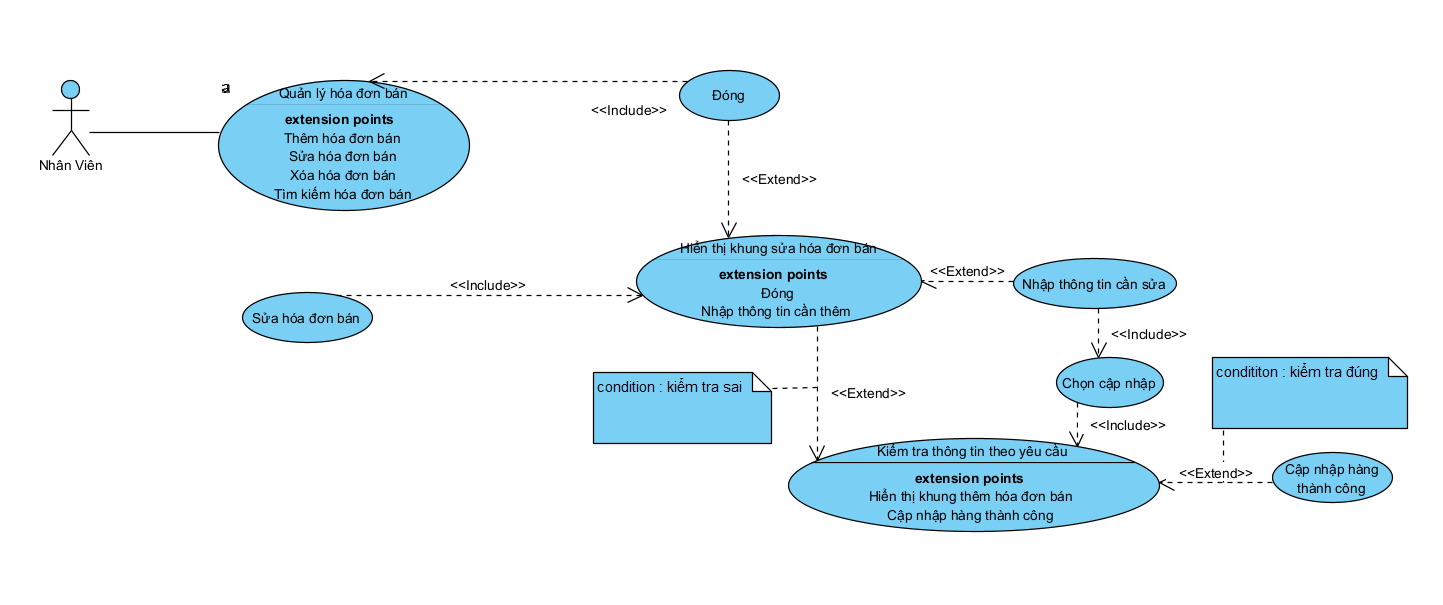 a
Quản lý hóa đơn bán
extension points
Thêm hóa đơn bán
Sửa hóa đơn bán
Xóa hóa đơn bán
Tìm kiếm hóa đơn bán
Nhân Viên
Đóng
<<Include>>
<<Extend>>
Hiển thị khung sửa hóa đơn bán
extension points
Đóng
Nhập thông tin cần thêm
<<Extend>>
Nhập thông tin cần sửa
<<Include>>
Sửa hóa đơn bán
<<Include>>
Chọn cập nhập
condition : kiểm tra sai
<<Extend>>
condititon : kiểm tra đúng
<<Include>>
Kiểm tra thông tin theo yêu cầu
extension points
Hiển thị khung thêm hóa đơn bán
Cập nhập hàng thành công
<<Extend>>
Cập nhập hàng
thành công